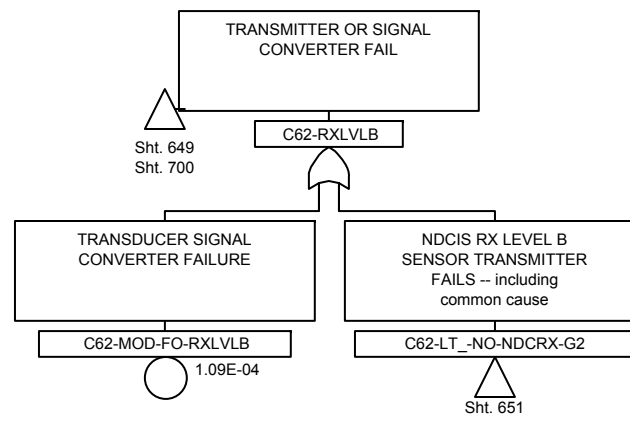 TRANSMITTER OR SIGNAL
CONVERTER FAIL
Sht. 649
Sht. 700
C62-RXLVLB
TRANSDUCER SIGNAL
CONVERTER FAILURE
C62-MOD-FO-RXLVLB
1.09E-04
NDCIS RX LEVEL B
SENSOR TRANSMITTER
FAILS -- including
common cause
C62-LT_-NO-NDCRX-G2
Sht. 651